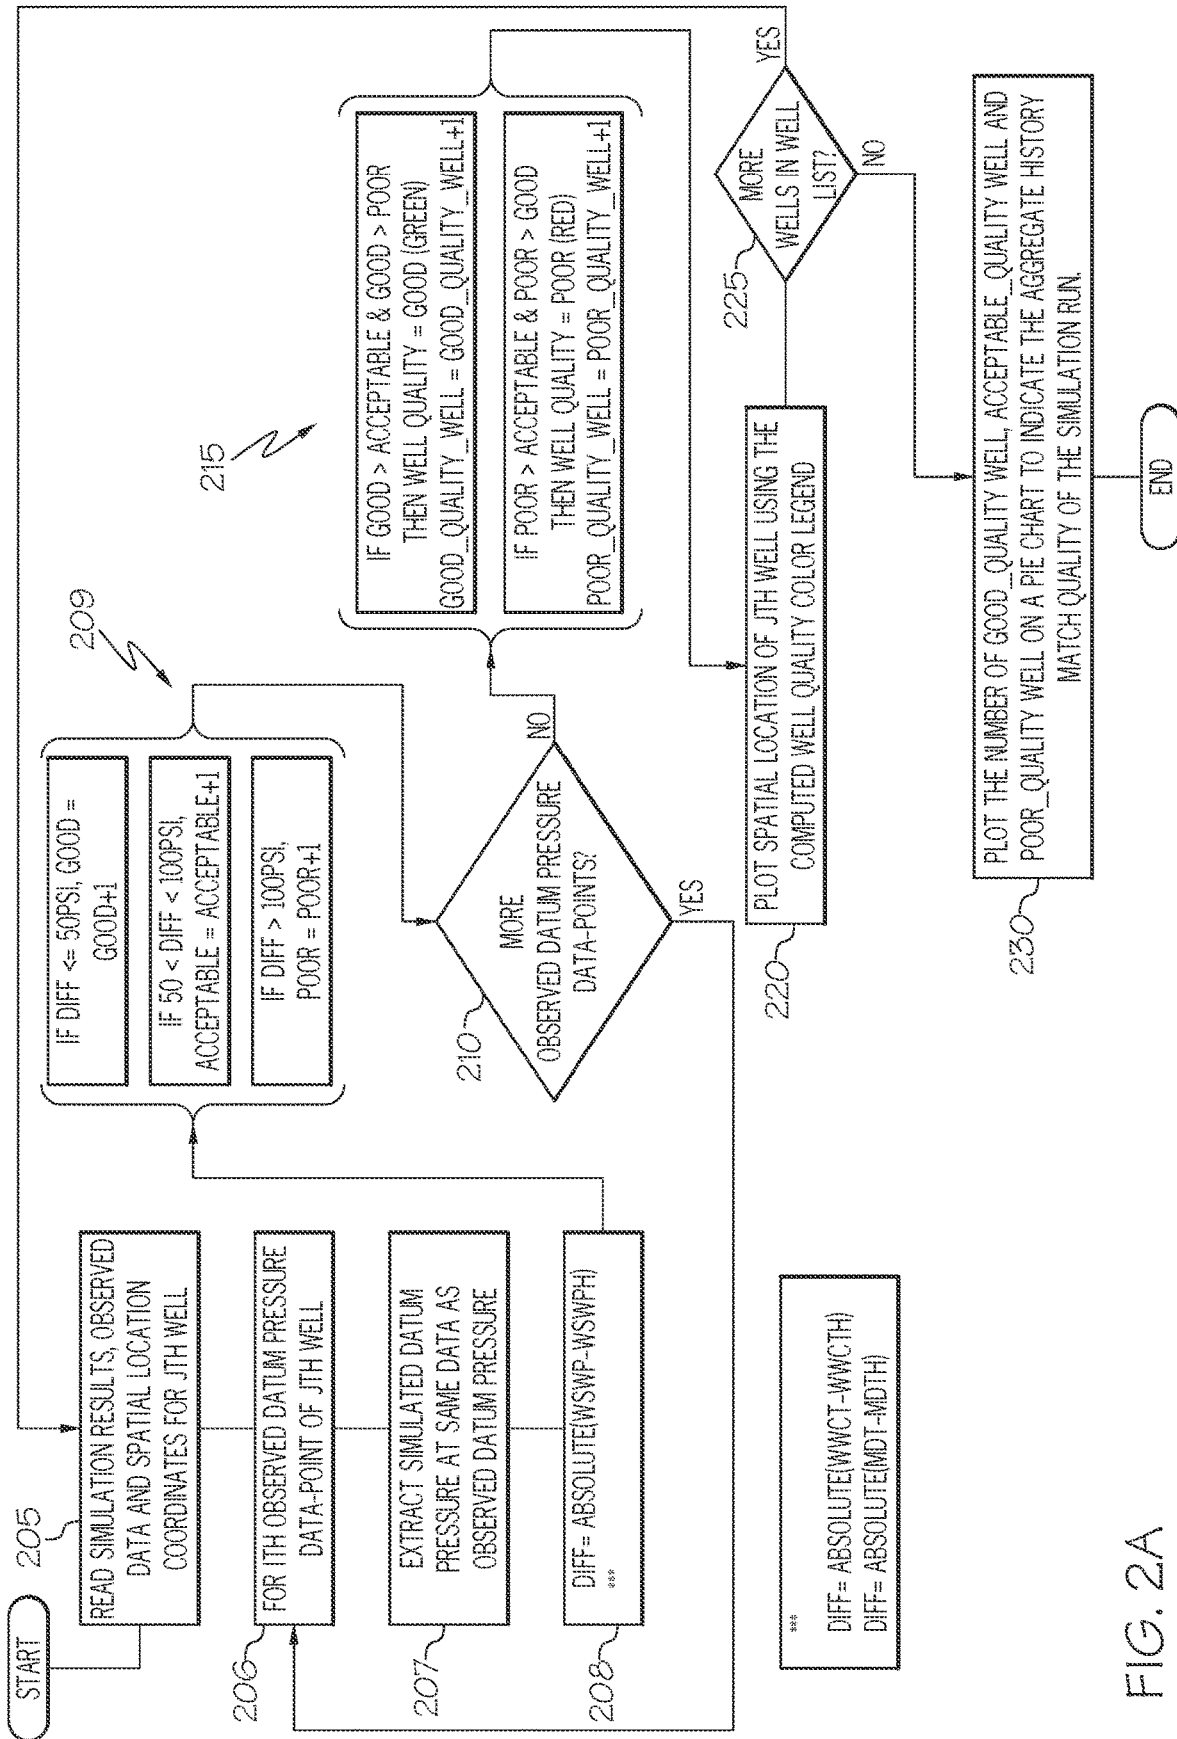 START
205
READ SIMULATION RESULTS, OBSERVED
DATA AND SPATIAL LOCATION
COORDINATES FOR JTH WELL
206
FOR ITH OBSERVED DATUM PRESSURE
DATA-POINT OF JTH WELL
207
EXTRACT SIMULATED DATUM
PRESSURE AT SAME DATA AS
OBSERVED DATUM PRESSURE
208
DIFF= ABSOLUTE(WSWP-WSWPH)
***
***
DIFF= ABSOLUTE(WWCT-WWCTH)
DIFF= ABSOLUTE(MDT-MDTH)
209
IF DIFF <= 50PSI, GOOD =
GOOD+1
IF 50 < DIFF < 100PSI,
ACCEPTABLE = ACCEPTABLE+1
IF DIFF > 100PSI,
POOR = POOR+1
210
MORE
OBSERVED DATUM PRESSURE
DATA-POINTS?
NO
YES
215
IF GOOD > ACCEPTABLE & GOOD > POOR
THEN WELL QUALITY = GOOD (GREEN)
GOOD_QUALITY_WELL = GOOD_QUALITY_WELL+1
IF POOR > ACCEPTABLE & POOR > GOOD
THEN WELL QUALITY = POOR (RED)
POOR_QUALITY_WELL = POOR_QUALITY_WELL+1
220
PLOT SPATIAL LOCATION OF JTH WELL USING THE
COMPUTED WELL QUALITY COLOR LEGEND
225
MORE
WELLS IN WELL
LIST?
YES
NO
230
PLOT THE NUMBER OF GOOD_QUALITY WELL, ACCEPTABLE_QUALITY WELL AND
POOR_QUALITY WELL ON A PIE CHART TO INDICATE THE AGGREGATE HISTORY
MATCH QUALITY OF THE SIMULATION RUN.
END
FIG. 2A